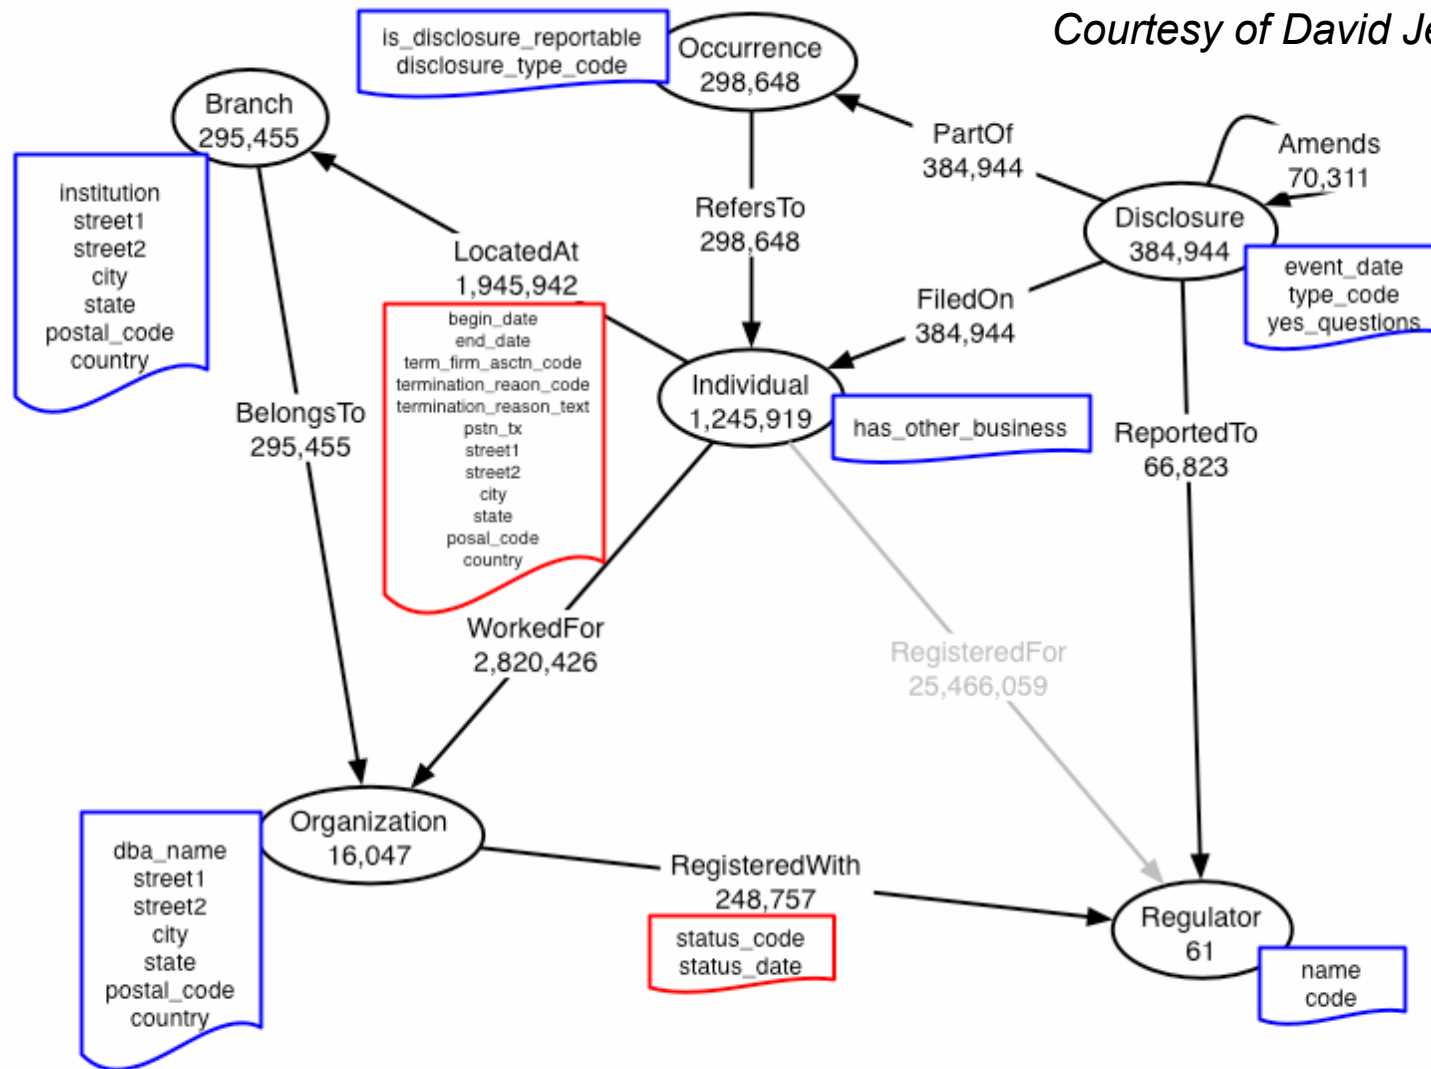 Courtesy of David Je
is_disclosure_reportable
disclosure_type_code
Occurrence
298,648
Branch
295,455
PartOf
384,944
Amends
70,311
institution
street1
street2
city
state
postal_code
country
RefersTo
298,648
Disclosure
384,944
LocatedAt
1,945,942
event_date
type_code
yes_questions
FiledOn
384,944
begin_date
end_date
term_firm_asctn_code
termination_reaon_code
termination_reason_text
pstn_tx
street1
street2
city
state
posal_code
country
Individual
1,245,919
has_other_business
BelongsTo
295,455
ReportedTo
66,823
WorkedFor
2,820,426
RegisteredFor
25,466,059
Organization
16,047
dba_name
street1
street2
city
state
postal_code
country
RegisteredWith
248,757
status_code
status_date
Regulator
61
name
code